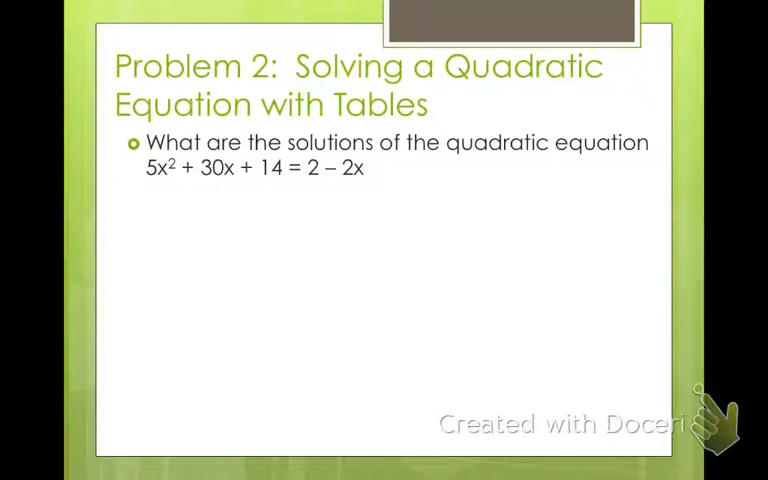 Problem 2: Solving a Quadratic
Equation with Tables
What are the solutions of the quadratic equation
5x² + 30x + 14 = 2 – 2x
Created with Doceri